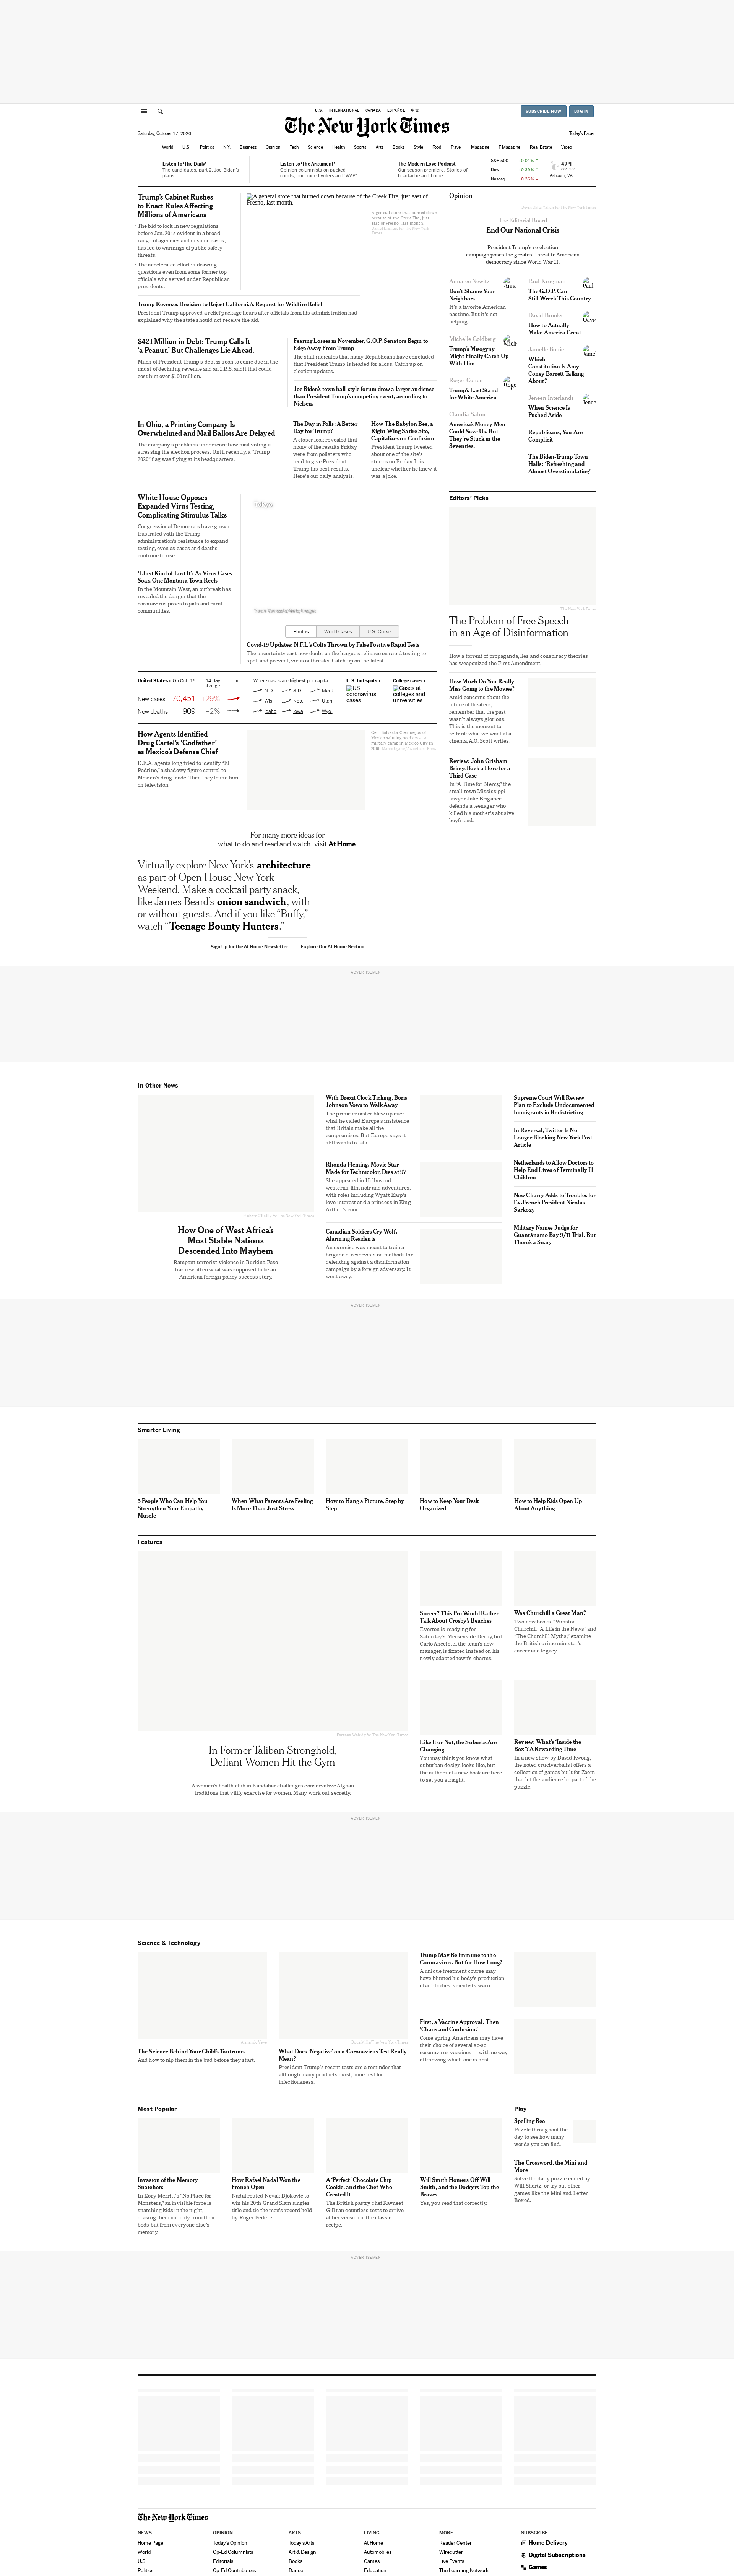 U.S. INTERNATIONAL CANADA ESPAÑOL 中文
SUBSCRIBE NOW LOG IN
The New York Times
Saturday, October 17, 2020
Today's Paper
World U.S. Politics N.Y. Business Opinion Tech Science Health Sports Arts Books Style Food Travel Magazine T Magazine Real Estate Video
Listen to 'The Daily'
The candidates, part 2: Joe Biden's
plans.
Listen to 'The Argument'
Opinion columnists on packed
courts, undecided voters and 'WAP.'
The Modern Love Podcast
Our season premiere: Stories of
heartache and home.
S&P 500 +0.01%
Dow +0.39%
Nasdaq 0.36%
42°F
Ashburn, VA
Trump's Cabinet Rushes
to Enact Rules Affecting
Millions of Americans
The bid to lock in new regulations
before Jan. 20 is evident in a broad
range of agencies and in some cases,
has led to warnings of public safety
threats.
The accelerated effort is drawing
questions even from some former top
officials who served under Republican
presidents.
A general store that burned down because of the Creek Fire, just east of
Fresno, last month.
A general store that burned down
because of the Creek Fire, just
east of Fresno, last month.
Trump Reverses Decision to Reject California's Request for Wildfire Relief
President Trump approved a relief package hours after officials from his administration had
explained why the state should not receive the aid.
$421 Million in Debt: Trump Calls It
'a Peanut.' But Challenges Lie Ahead.
Much of President Trump's debt is soon to come due in the
midst of declining revenue and an I.R.S. audit that could
cost him over $100 million.
Fearing Losses in November, G.O.P. Senators Begin to
Edge Away From Trump
The shift indicates that many Republicans have concluded
that President Trump is headed for a loss. Catch up on
election updates.
Joe Biden's town hall-style forum drew a larger audience
than President Trump's competing event, according to
Nielsen.
In Ohio, a Printing Company Is
Overwhelmed and Mail Ballots Are Delayed
The company's problems underscore how mail voting is
stressing the election process. Until recently, a "Trump
2020" flag was flying at its headquarters.
The Day in Polls: A Better
Day for Trump?
A closer look revealed that
many of the results Friday
were from pollsters who
tend to give President
Trump his best results.
Here's our daily analysis.
How The Babylon Bee, a
Right-Wing Satire Site,
Capitalizes on Confusion
President Trump tweeted
about one of the site's
stories on Friday. It is
unclear whether he knew it
was a joke.
White House Opposes
Expanded Virus Testing,
Complicating Stimulus Talks
Congressional Democrats have grown
frustrated with the Trump
administration's resistance to expand
testing, even as cases and deaths
continue to rise.
'I Just Kind of Lost It': As Virus Cases
Soar, One Montana Town Reels
In the Mountain West, an outbreak has
revealed the danger that the
coronavirus poses to jails and rural
communities.
Tokyo
Photos World Cases U.S. Curve
Covid-19 Updates: N.F.L.'s Colts Thrown by False Positive Rapid Tests
The uncertainty cast new doubt on the league's reliance on rapid testing to
spot, and prevent, virus outbreaks. Catch up on the latest.
United States › On Oct. 16 14-day change Trend
New cases 70,451 +29%
New deaths 909 –2%
Where cases are highest per capita
N.D. S.D. Mont.
Wis. Neb. Utah
Idaho Iowa Wyo.
U.S. hot spots ›
US
coronavirus
cases
College cases ›
Cases at
colleges and
universities
How Agents Identified
Drug Cartel's 'Godfather'
as Mexico's Defense Chief
D.E.A. agents long tried to identify "El
Padrino," a shadowy figure central to
Mexico's drug trade. Then they found him
on television.
Gen. Salvador Cienfuegos of
Mexico saluting soldiers at a
military camp in Mexico City in
2016.
For many more ideas for
what to do and read and watch, visit At Home.
Virtually explore New York's architecture
as part of Open House New York
Weekend. Make a cocktail party snack,
like James Beard's onion sandwich, with
or without guests. And if you like "Buffy,"
watch "Teenage Bounty Hunters."
Sign Up for the At Home Newsletter Explore Our At Home Section
Opinion
The Editorial Board
End Our National Crisis
President Trump's re-election
campaign poses the greatest threat to American
democracy since World War II.
Annalee Newitz
Don't Shame Your
Neighbors
It's a favorite American
pastime. But it's not
helping.
Michelle Goldberg
Trump's Misogyny
Might Finally Catch Up
With Him
Roger Cohen
Trump's Last Stand
for White America
Claudia Sahm
America's Money Men
Could Save Us. But
They're Stuck in the
Seventies.
Paul Krugman
The G.O.P. Can
Still Wreck This Country
David Brooks
How to Actually
Make America Great
Jamelle Bouie
Which
Constitution Is Amy
Coney Barrett Talking
About?
Jeneen Interlandi
When Science Is
Pushed Aside
Republicans, You Are
Complicit
The Biden-Trump Town
Halls: 'Refreshing and
Almost Overstimulating'
Editors' Picks
The New York Times
The Problem of Free Speech
in an Age of Disinformation
How a torrent of propaganda, lies and conspiracy theories
has weaponized the First Amendment.
How Much Do You Really
Miss Going to the Movies?
Amid concerns about the
future of theaters,
remember that the past
wasn't always glorious.
This is the moment to
rethink what we want at a
cinema, A.O. Scott writes.
Review: John Grisham
Brings Back a Hero for a
Third Case
In "A Time for Mercy," the
small-town Mississippi
lawyer Jake Brigance
defends a teenager who
killed his mother's abusive
boyfriend.
ADVERTISEMENT
In Other News
How One of West Africa's
Most Stable Nations
Descended Into Mayhem
Rampant terrorist violence in Burkina Faso
has rewritten what was supposed to be an
American foreign policy success story.
With Brexit Clock Ticking, Boris
Johnson Vows to Walk Away
The prime minister blew up over
what he called Europe's insistence
that Britain make all the
compromises. But Europe says it
still wants to talk.
Rhonda Fleming, Movie Star
Made for Technicolor, Dies at 97
She appeared in Hollywood
westerns, film noir and adventures,
with roles including Wyatt Earp's
love interest and a princess in King
Arthur's court.
Canadian Soldiers Cry Wolf,
Alarming Residents
An exercise was meant to train a
brigade of reservists on methods for
defending against a disinformation
campaign by a foreign adversary. It
went awry.
Supreme Court Will Review
Plan to Exclude Undocumented
Immigrants in Redistricting
In Reversal, Twitter Is No
Longer Blocking New York Post
Article
Netherlands to Allow Doctors to
Help End Lives of Terminally Ill
Children
New Charge Adds to Troubles for
Ex-French President Nicolas
Sarkozy
Military Names Judge for
Guantánamo Bay 9/11 Trial. But
There's a Snag.
ADVERTISEMENT
Smarter Living
5 People Who Can Help You
Strengthen Your Empathy
Muscle
When What Parents Are Feeling
Is More Than Just Stress
How to Hang a Picture, Step by
Step
How to Keep Your Desk
Organized
How to Help Kids Open Up
About Anything
Features
In Former Taliban Stronghold,
Defiant Women Hit the Gym
A women's health club in Kandahar challenges conservative Afghan
traditions that vilify exercise for women. Many work out secretly.
Soccer? This Pro Would Rather
Talk About Crosby's Beaches
Everton is readying for
Saturday's Merseyside Derby, but
Carlo Ancelotti, the team's new
manager, is fixated instead on his
newly adopted town's charms.
Was Churchill a Great Man?
Two new books, "Winston
Churchill: A Life in the News" and
"The Churchill Myths," examine
the British prime minister's
career and legacy.
Like It or Not, the Suburbs Are
Changing
You may think you know what
suburban design looks like, but
the authors of a new book are here
to set you straight.
Review: What's 'Inside the
Box'? A Rewarding Time
In a new show by David Kwong,
the noted cruciverbalist offers a
collection of games built for Zoom
that let the audience be part of the
puzzle.
ADVERTISEMENT
Science & Technology
The Science Behind Your Child's Tantrums
And how to nip them in the bud before they start.
What Does 'Negative' on a Coronavirus Test Really
Mean?
President Trump's recent tests are a reminder that
although many products exist, none test for
infectiousness.
Trump May Be Immune to the
Coronavirus. But for How Long?
A unique treatment course may
have blunted his body's production
of antibodies, scientists warn.
First, a Vaccine Approval. Then
'Chaos and Confusion.'
Come spring, Americans may have
their choice of several so-so
coronavirus vaccines — with no way
of knowing which one is best.
Most Popular
Invasion of the Memory
Snatchers
In Kory Merritt's "No Place for
Monsters," an invisible force is
snatching kids in the night,
erasing them not only from their
beds but from everyone else's
memory.
How Rafael Nadal Won the
French Open
Nadal routed Novak Djokovic to
win his 20th Grand Slam singles
title and tie the men's record held
by Roger Federer.
A 'Perfect' Chocolate Chip
Cookie, and the Chef Who
Created It
The British pastry chef Ravneet
Gill ran countless tests to arrive
at her version of the classic
recipe.
Will Smith Homers Off Will
Smith, and the Dodgers Top the
Braves
Yes, you read that correctly.
Play
Spelling Bee
Puzzle throughout the
day to see how many
words you can find.
The Crossword, the Mini and
More
Solve the daily puzzle edited by
Will Shortz, or try out other
games like the Mini and Letter
Boxed.
ADVERTISEMENT
The New York Times
NEWS
Home Page
World
U.S.
Politics
OPINION
Today's Opinion
Op-Ed Columnists
Editorials
Op-Ed Contributors
ARTS
Today's Arts
Art & Design
Books
Dance
LIVING
At Home
Automobiles
Games
Education
MORE
Reader Center
Wirecutter
Live Events
The Learning Network
SUBSCRIBE
Home Delivery
Digital Subscriptions
Games